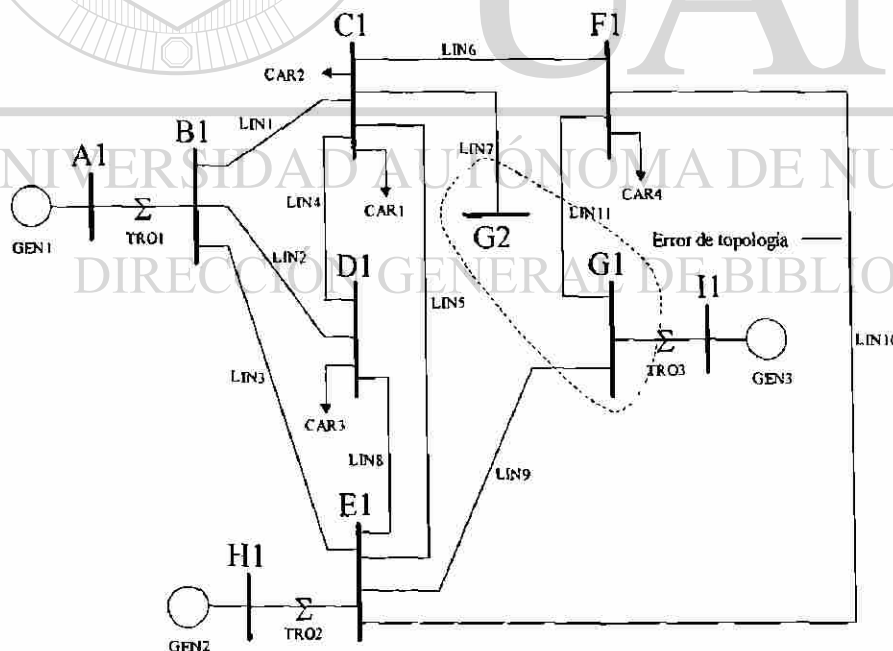 UAN
C1
F1
LIN6
CAR2
B1
LIN1
LIN7
UNIVERSIDAD AUTÓNOMA DE NU
A1
LIN4
CAR1
LIN11
CAR4
GEN1
Σ
TRO1
LIN2
G2
Error de topología
DIRECCIÓN GENERAL DE BIBLIO
D1
G1
I1
LIN5
Σ
TRO3
GEN3
LIN10
LIN3
CAR3
LIN8
LIN9
E1
H1
Σ
TRO2
GEN2